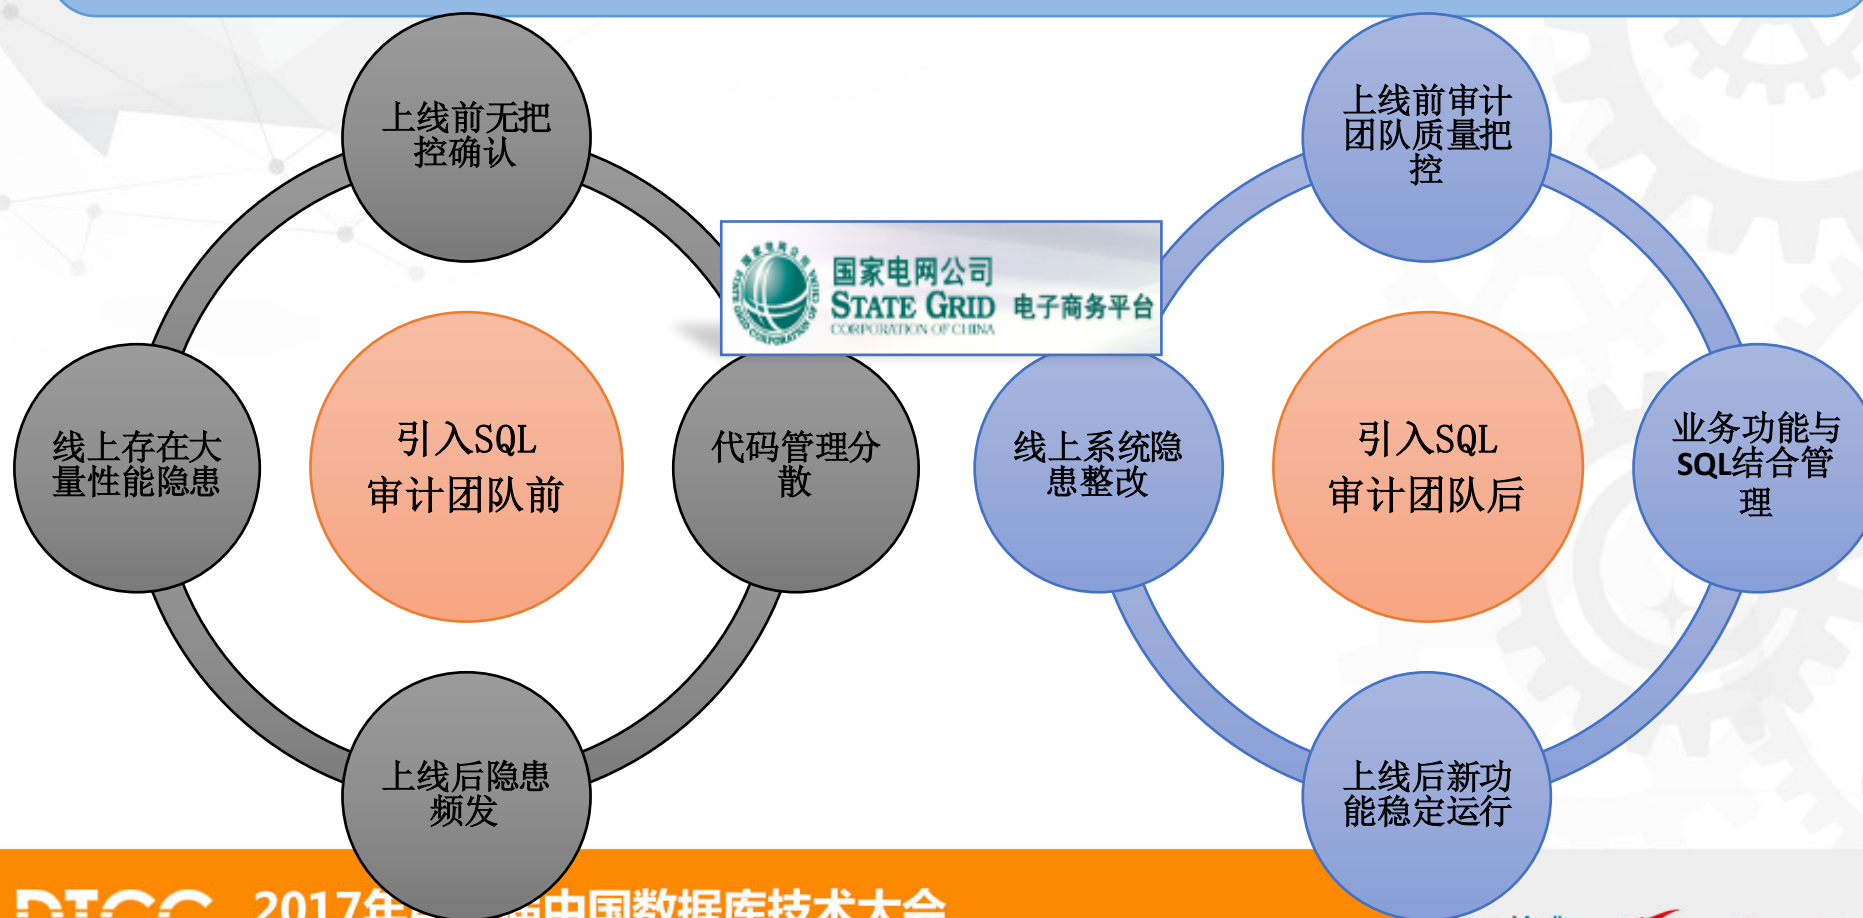 上线前无把
控确认
线上存在大
量性能隐患
引入SQL
审计团队前
代码管理分
散
上线后隐患
频发
国家电网公司
STATE GRID
CORPORATION OF CHINA
电子商务平台
上线前审计
团队质量把
控
线上系统隐
患整改
引入SQL
审计团队后
业务功能与
SQL结合管
理
上线后新功
能稳定运行
DTCC 2017年
中国数据库技术大会